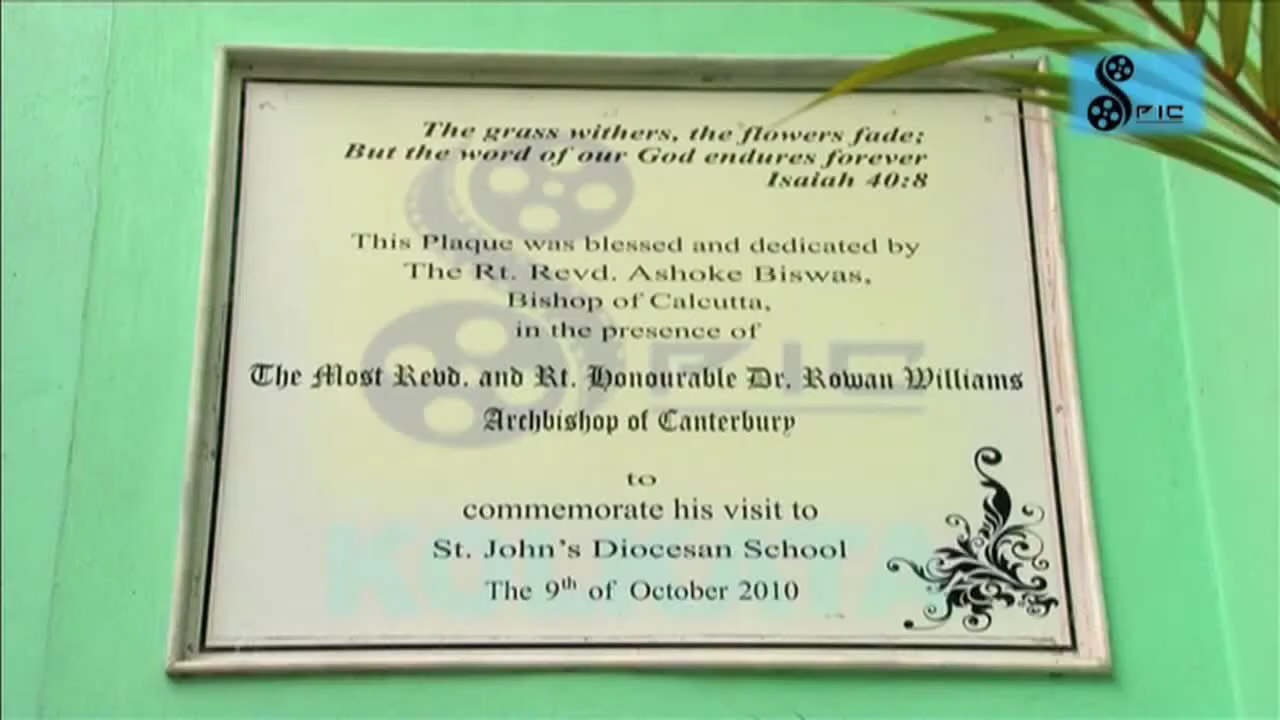 The grass withers, the flowers fade;
But the word of our God endures forever
Isaiah 40:8
This Plaque was blessed and dedicated by
The Rt. Revd. Ashoke Biswas,
Bishop of Calcutta,
in the presence of
The Most Revd. and Rt. Honourable Dr. Rowan Williams
Archbishop of Canterbury
to
commemorate his visit to
St. John's Diocesan School
The 9th of October 2010
PIC
PIC
KOLKATA